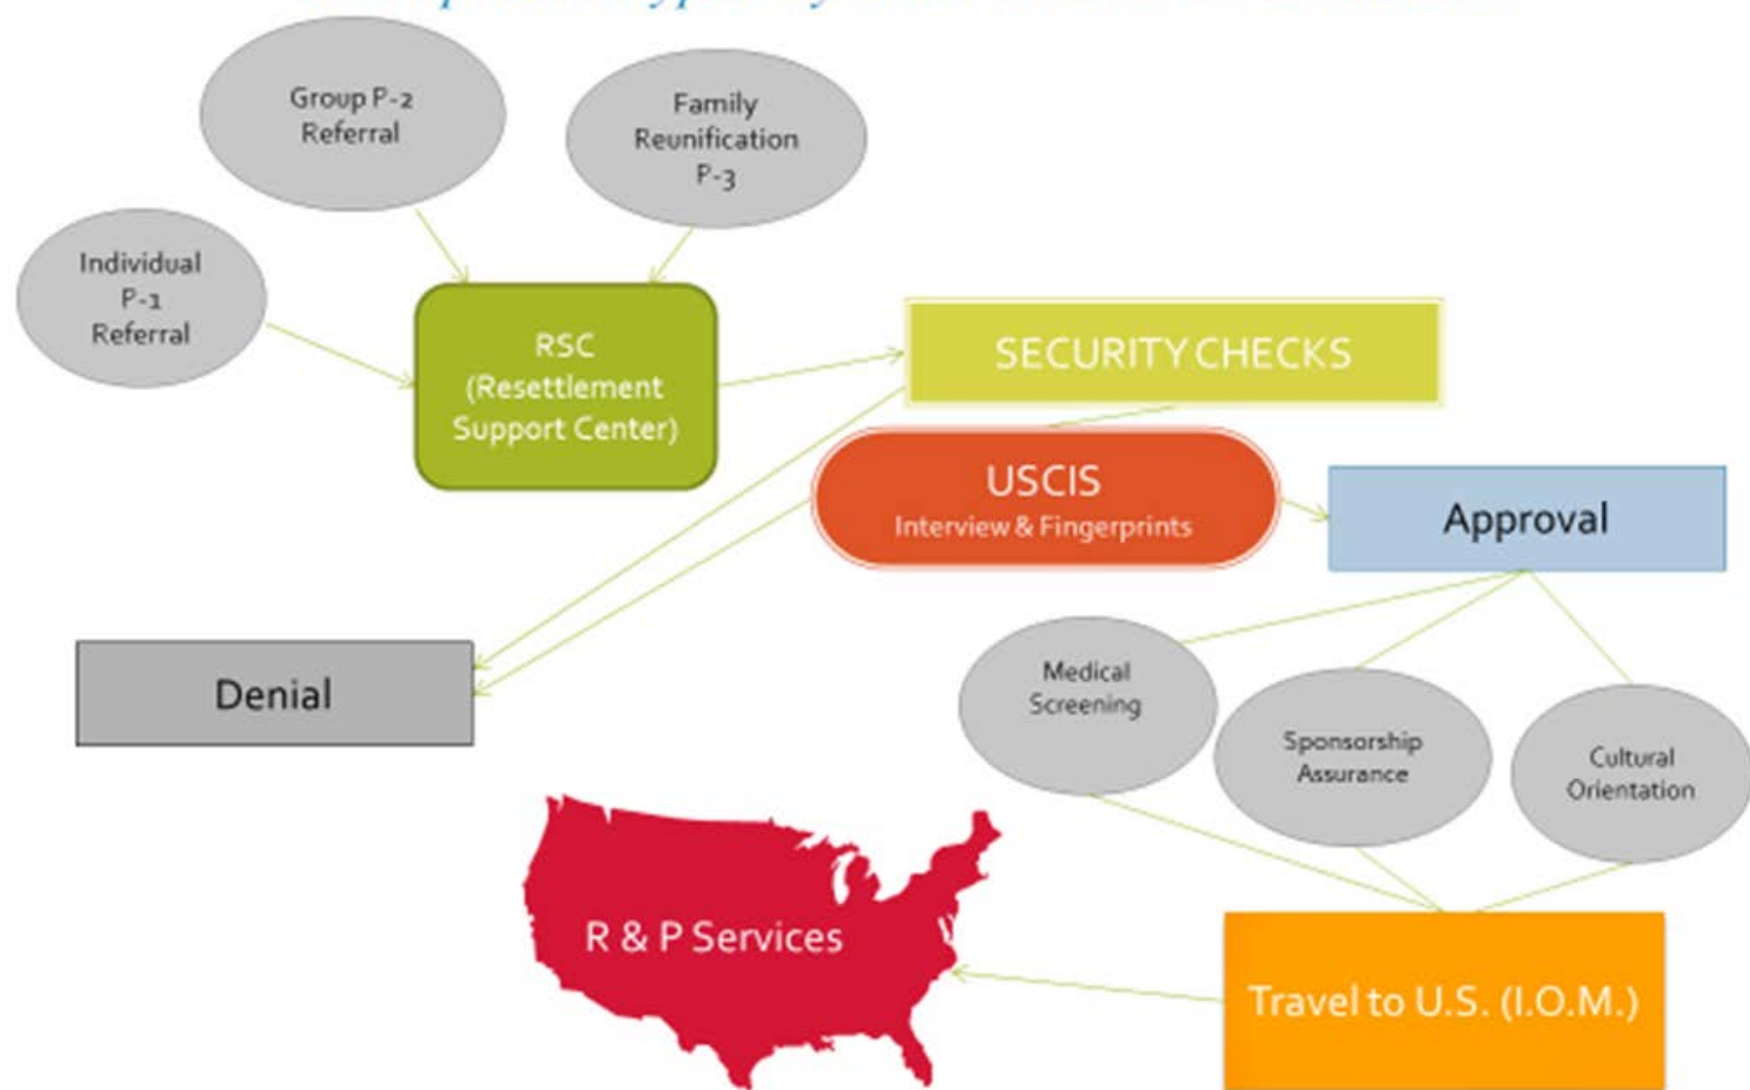 Group P-2
Referral
Family
Reunification
P-3
Individual
P-1
Referral
RSC
(Resettlement
Support Center)
SECURITY CHECKS
USCIS
Interview & Fingerprints
Approval
Denial
Medical
Screening
Sponsorship
Assurance
Cultural
Orientation
R & P Services
Travel to U.S. (I.O.M.)